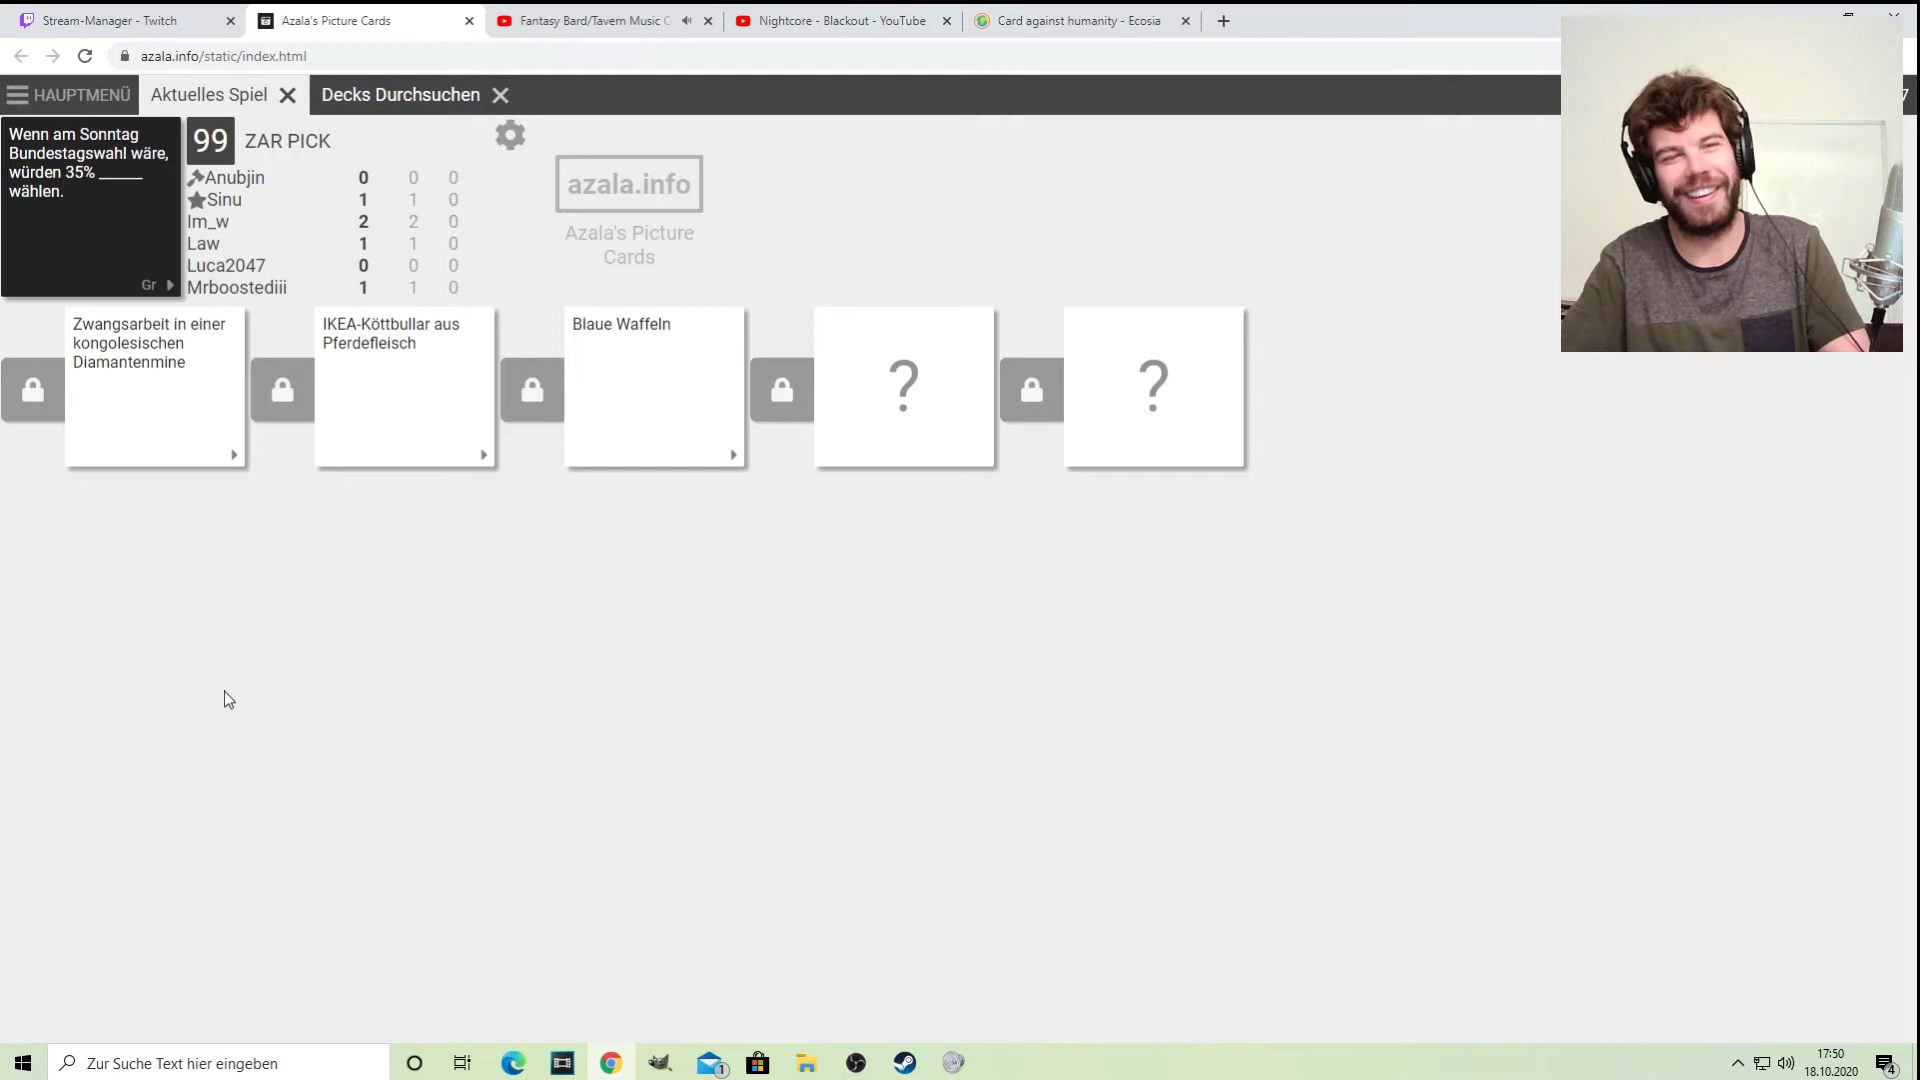 Stream-Manager - Twitch
Azala's Picture Cards
Fantasy Bard/Tavern Music C
Nightcore - Blackout - YouTube
Card against humanity - Ecosia
azala.info/static/index.html
HAUPTMENÜ
Aktuelles Spiel
Decks Durchsuchen
7
Wenn am Sonntag
Bundestagswahl wäre,
würden 35% ______
wählen.
Gr
99 ZAR PICK
Anubjin 0 0 0
Sinu 1 1 0
Im_w 2 2 0
Law 1 1 0
Luca2047 0 0 0
Mrboostediii 1 1 0
azala.info
Azala's Picture
Cards
Zwangsarbeit in einer
kongolesischen
Diamantenmine
IKEA-Köttbullar aus
Pferdefleisch
Blaue Waffeln
?
?
Zur Suche Text hier eingeben
1
17:50
18.10.2020
4